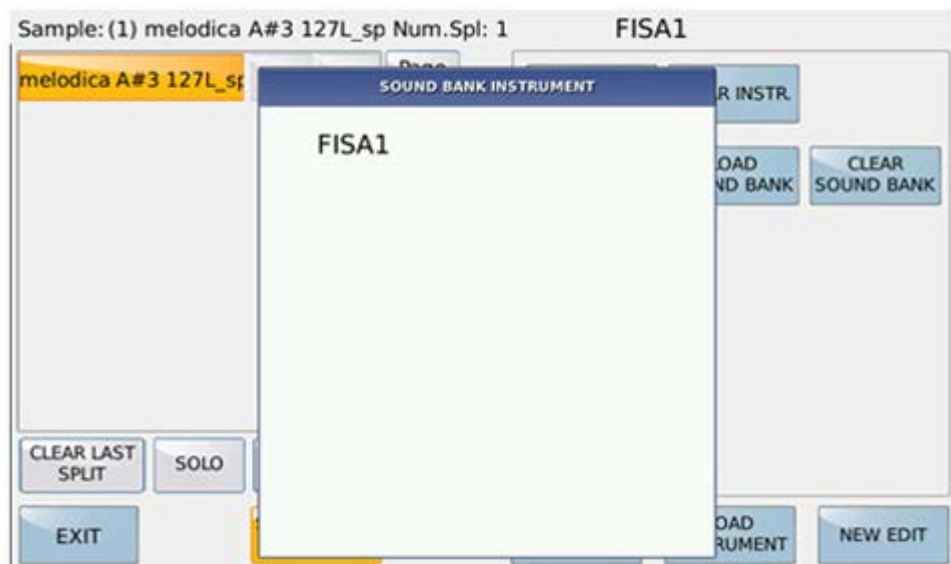 Sample: (1) melodica A#3 127L_sp Num.Spl: 1
FISA1
melodica A#3 127L_sp
Page
SOUND BANK INSTRUMENT
FISA1
R INSTR.
OAD
ND BANK
CLEAR
SOUND BANK
CLEAR LAST
SPLIT
SOLO
EXIT
OAD
RUMENT
NEW EDIT